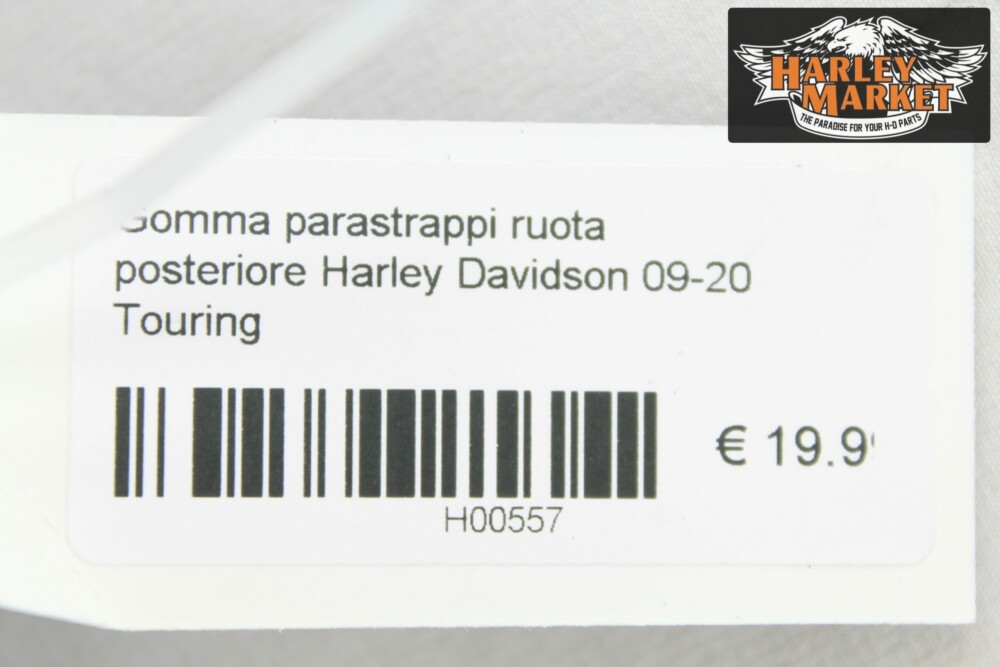 HARLEY
MARKET
THE PARADISE FOR YOUR H-D PARTS
Gomma parastrappi ruota
posteriore Harley Davidson 09-20
Touring
€ 19.9
H00557